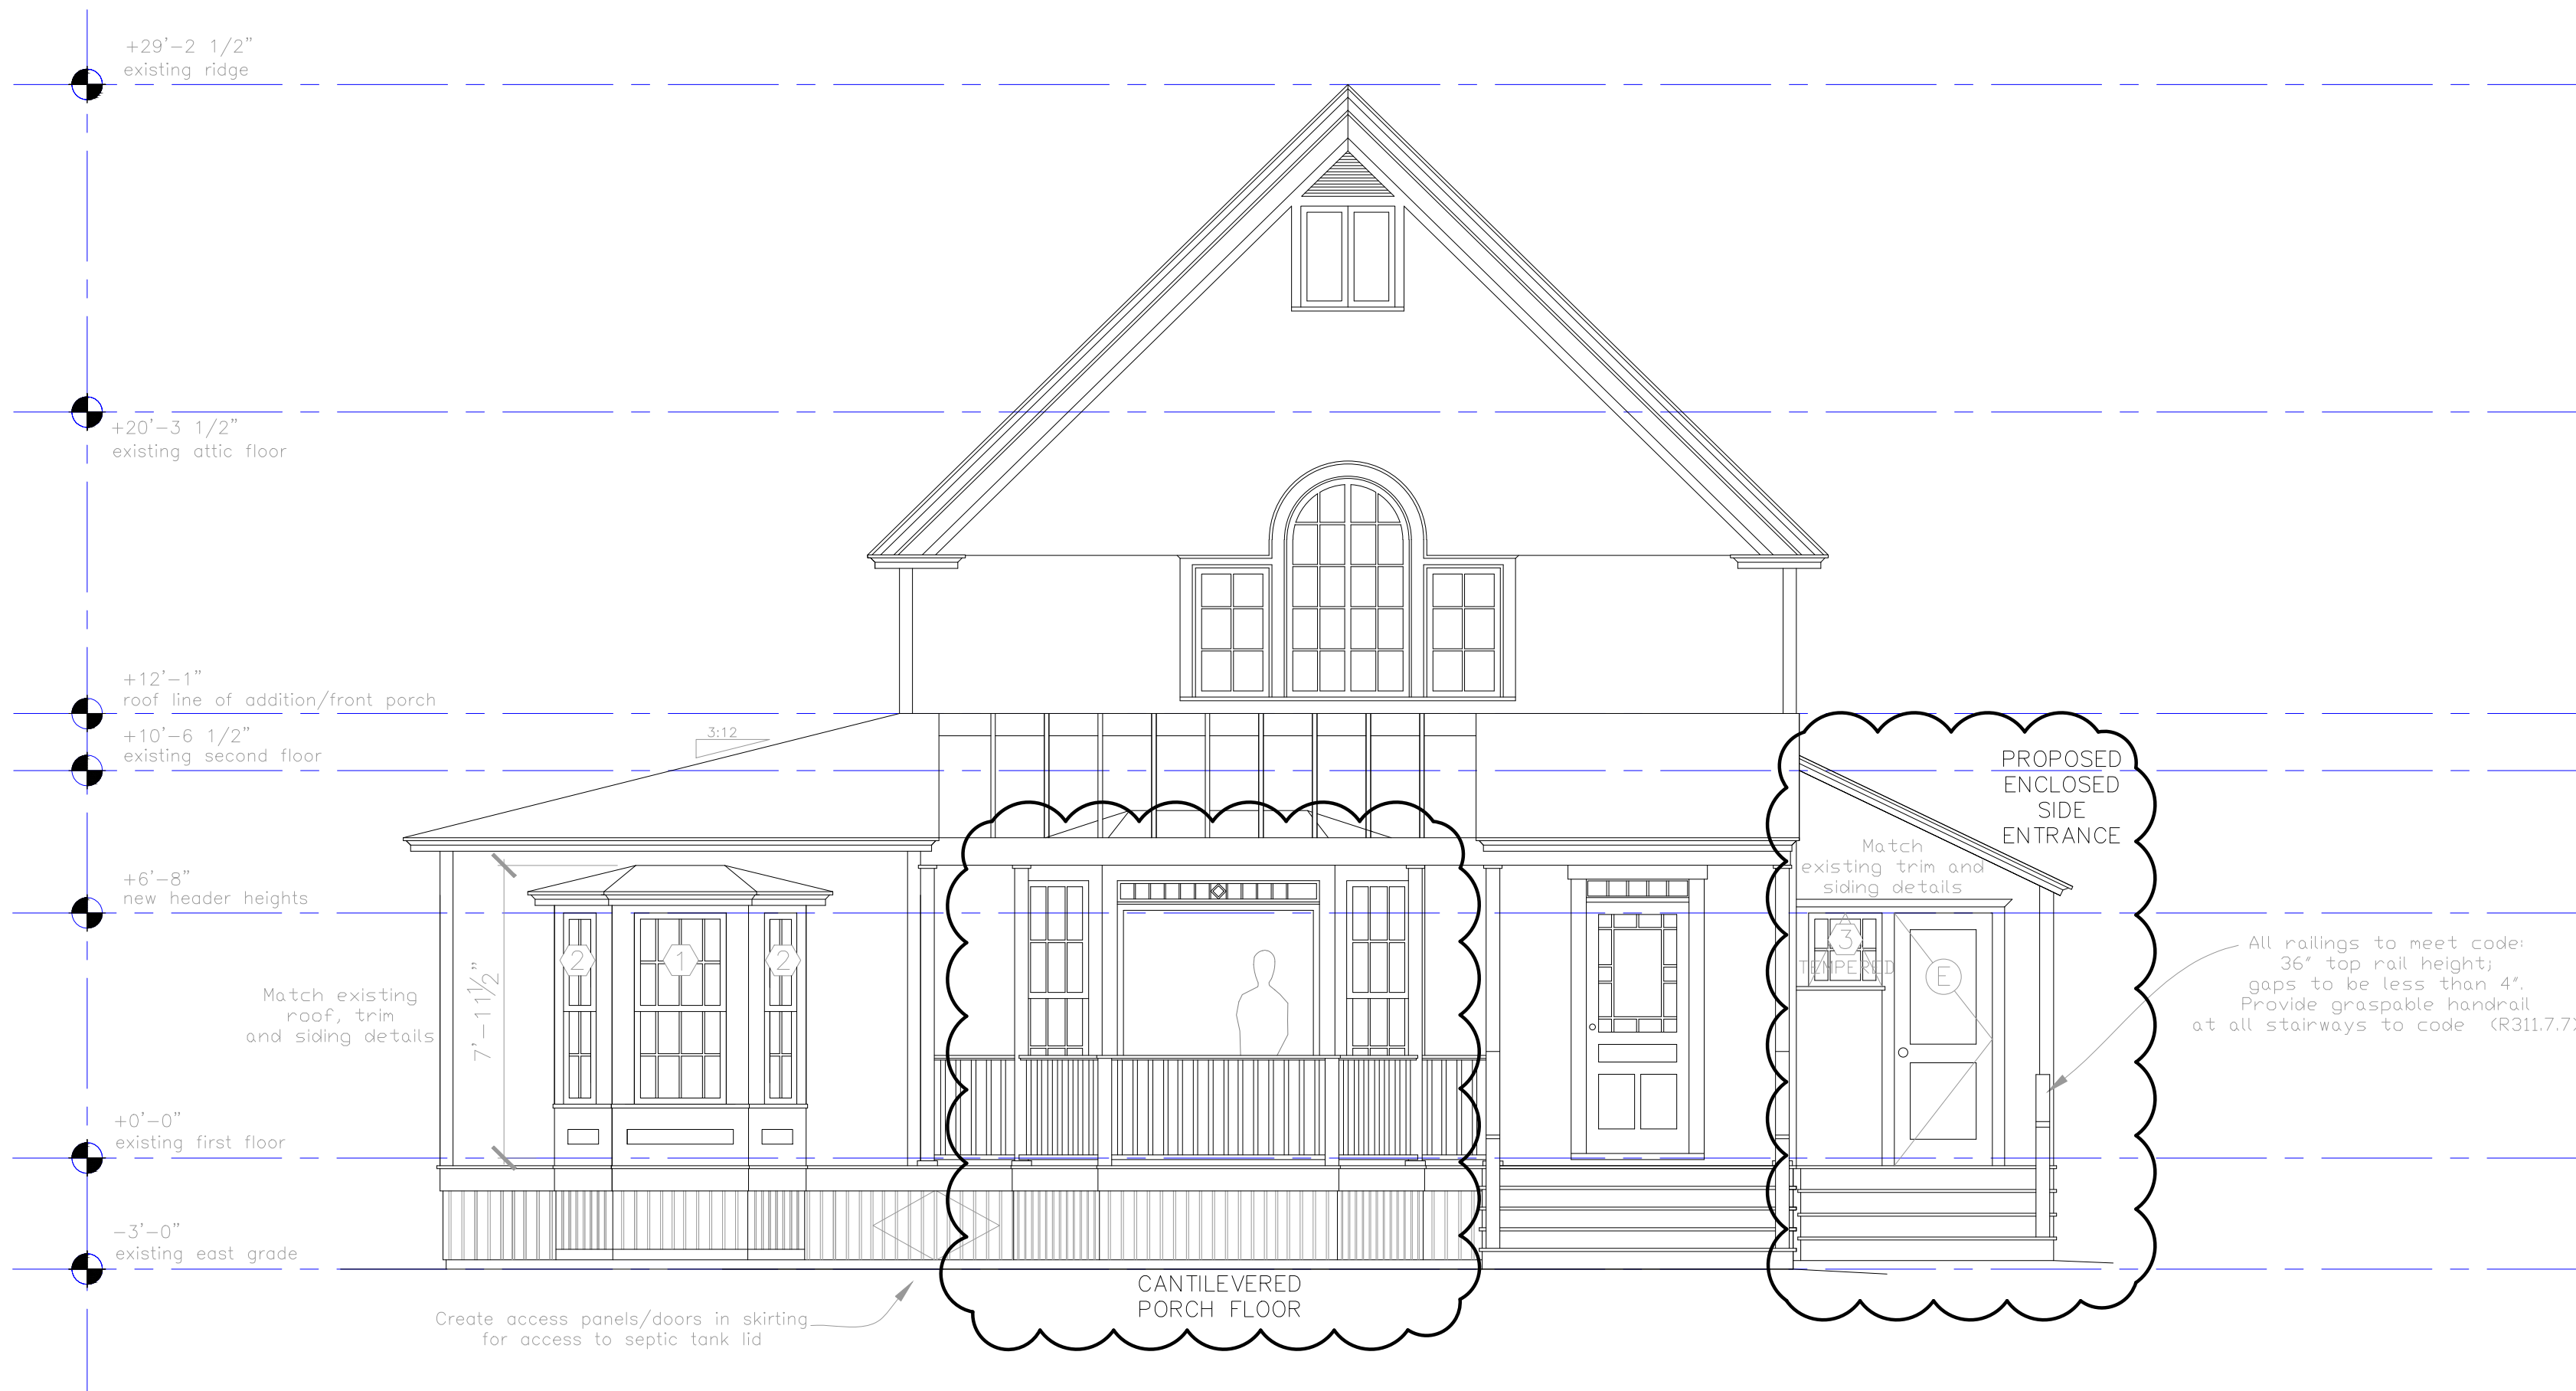 +29'-2 1/2"
existing ridge
+20'-3 1/2"
existing attic floor
+12'-1"
roof line of addition/front porch
+10'-6 1/2"
existing second floor
3:12
PROPOSED
ENCLOSED
SIDE
ENTRANCE
Match
existing trim and
siding details
+6'-8"
new header heights
2
1
2
3
TEMPERED
E
7'-11½"
Match existing
roof, trim
and siding details
All railings to meet code:
36" top rail height;
gaps to be less than 4".
Provide graspable handrail
at all stairways to code (R311.7.7)
+0'-0"
existing first floor
-3'-0"
existing east grade
CANTILEVERED
PORCH FLOOR
Create access panels/doors in skirting
for access to septic tank lid